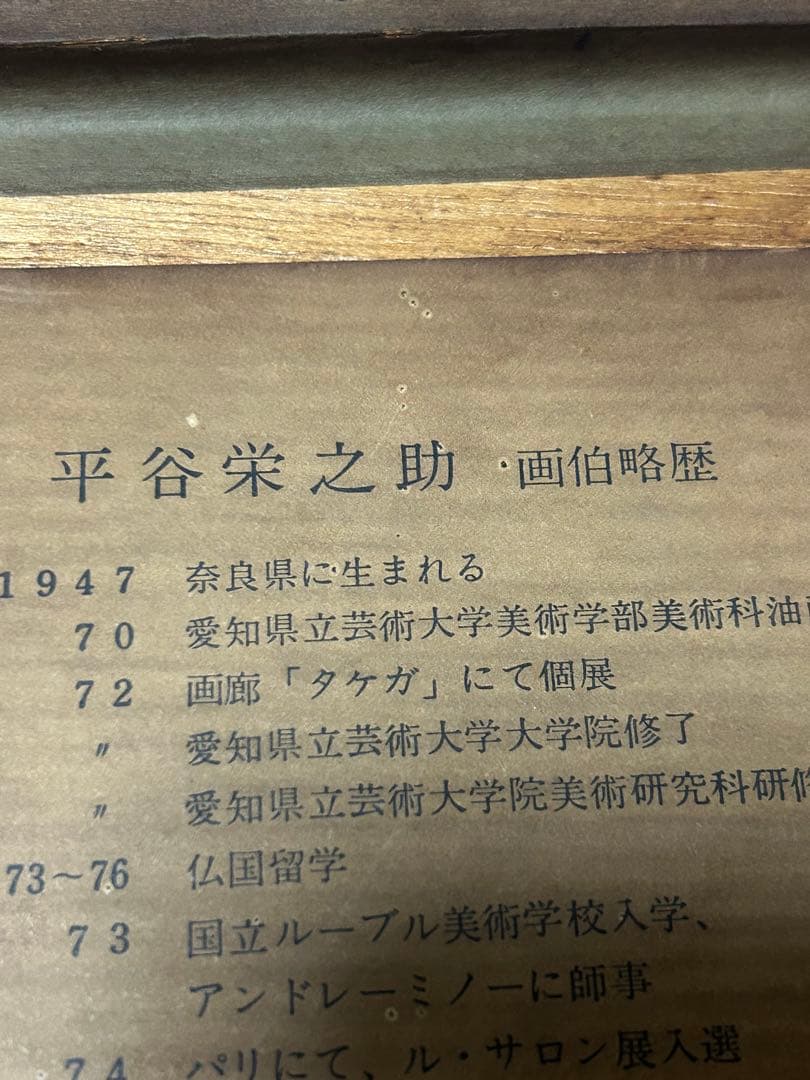 平谷栄之助 画伯略歴
1947 奈良県に生まれる
70 愛知県立芸術大学美術学部美術科油
72 画廊「タケガ」にて個展
〃 愛知県立芸術大学大学院修了
〃 愛知県立芸術大学院美術研究科研修
73～76 仏国留学
73 国立ルーブル美術学校入学、
アンドレーミノーに師事
74 パリにて、ル・サロン展入選